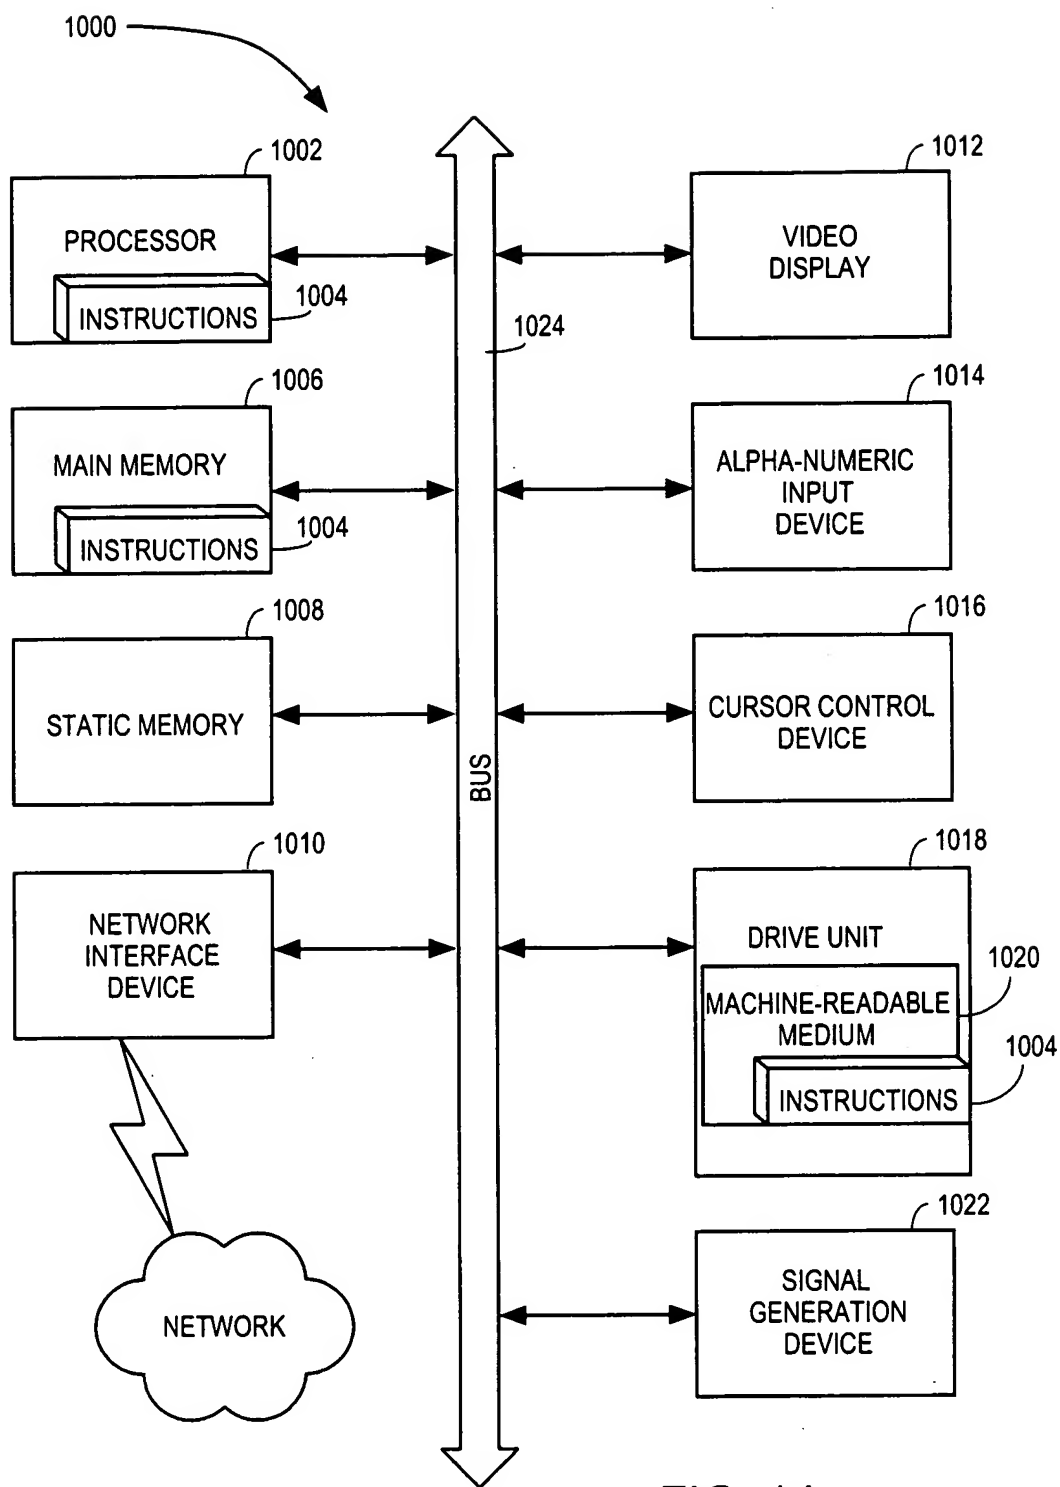 1000
1002
PROCESSOR
INSTRUCTIONS
1004
1006
MAIN MEMORY
INSTRUCTIONS
1004
1008
STATIC MEMORY
1010
NETWORK
INTERFACE
DEVICE
NETWORK
1024
BUS
1012
VIDEO
DISPLAY
1014
ALPHA-NUMERIC
INPUT
DEVICE
1016
CURSOR CONTROL
DEVICE
1018
DRIVE UNIT
1020
MACHINE-READABLE
MEDIUM
1004
INSTRUCTIONS
1022
SIGNAL
GENERATION
DEVICE